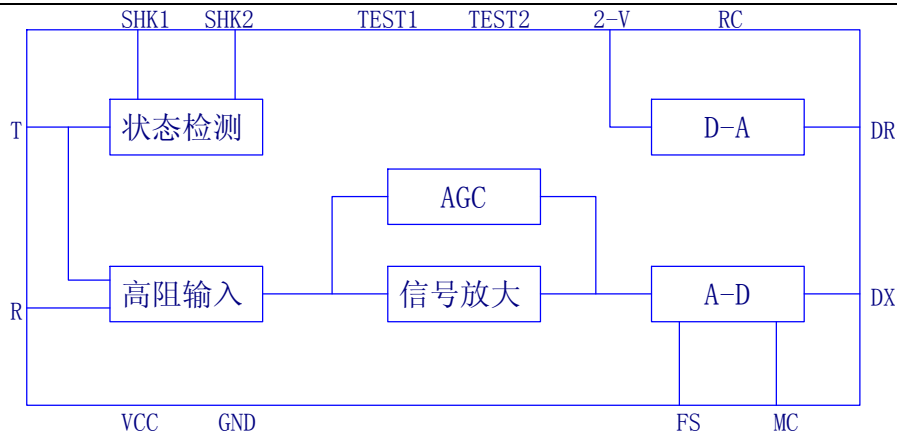 SHK1 SHK2 TEST1 TEST2 2-V RC
T 状态检测 D-A DR
AGC
R 高阻输入 信号放大 A-D DX
VCC GND FS MC